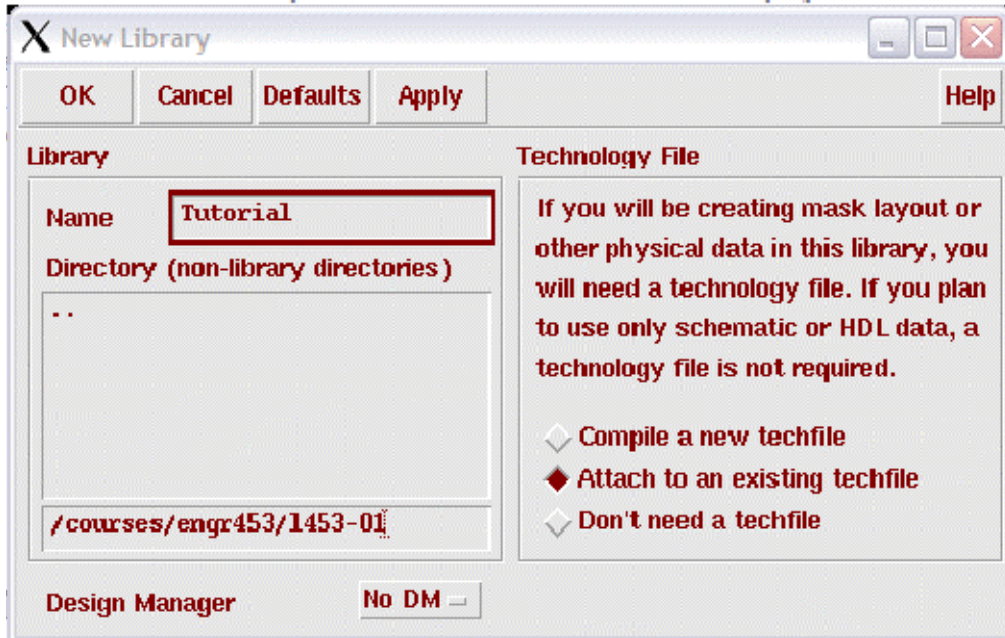 New Library
OK Cancel Defaults Apply Help
Library
Name Tutorial
Directory (non-library directories)
..
/courses/engr453/l453-01
Design Manager No DM
Technology File
If you will be creating mask layout or
other physical data in this library, you
will need a technology file. If you plan
to use only schematic or HDL data, a
technology file is not required.
Compile a new techfile
Attach to an existing techfile
Don't need a techfile